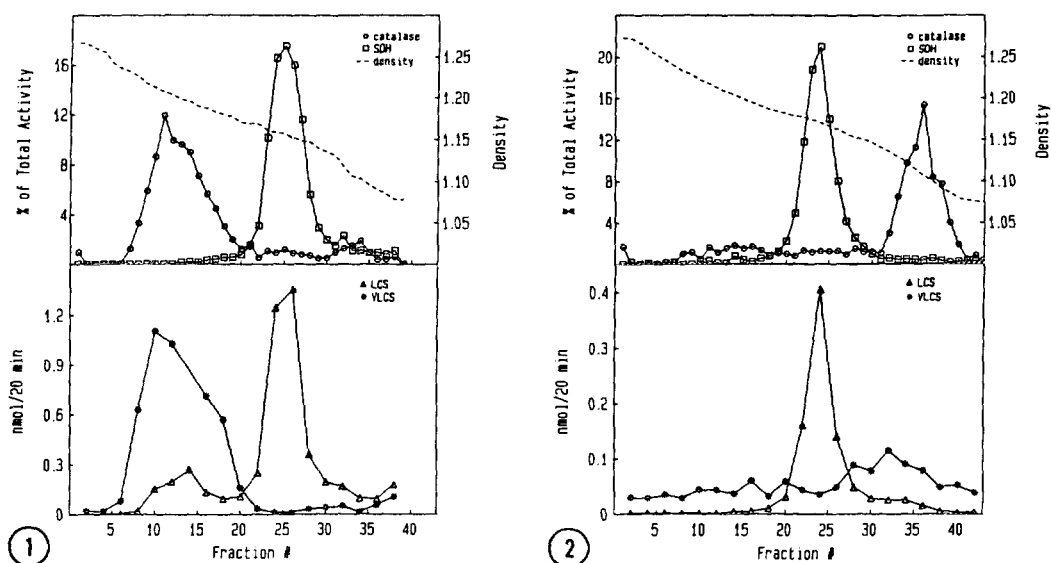 % of Total Activity
16
12
8
4
catalase
SDH
density
1.25
1.20
1.15
1.10
1.05
Density
nmol/20 min
1.2
0.9
0.6
0.3
0
LCS
VLCS
5 10 15 20 25 30 35 40
Fraction #
1
% of Total Activity
20
16
12
8
4
catalase
SDH
density
1.25
1.20
1.15
1.10
1.05
Density
nmol/20 min
0.4
0.3
0.2
0.1
0
LCS
VLCS
5 10 15 20 25 30 35 40
Fraction #
2